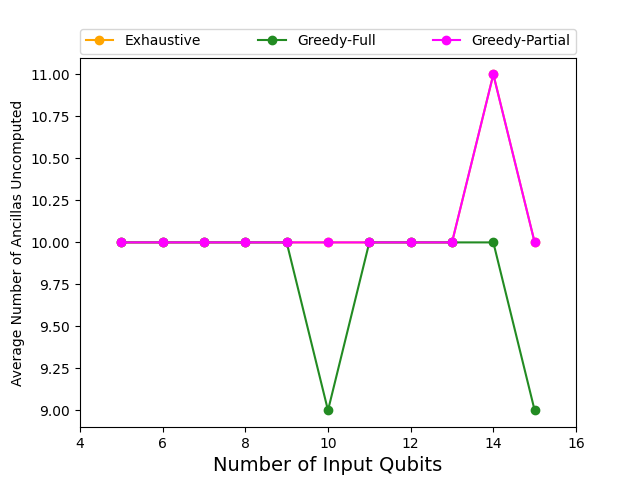 Exhaustive Greedy-Full Greedy-Partial
Average Number of Ancillas Uncomputed
11.00
10.75
10.50
10.25
10.00
9.75
9.50
9.25
9.00
4 6 8 10 12 14 16
Number of Input Qubits